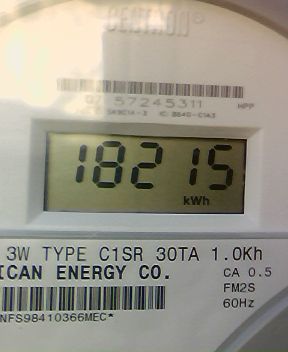 CENTRON®
57245311
HPP
18215
kWh
3W TYPE C1SR 30TA 1.0Kh
ICAN ENERGY CO.
CA 0.5
FM2S
60Hz
NFS98410366MEC*